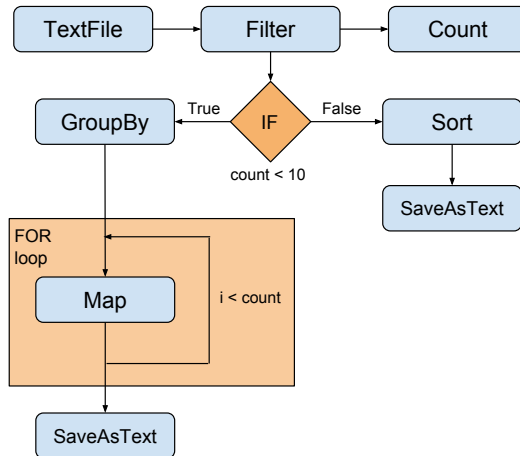 TextFile
Filter
Count
True
IF
False
GroupBy
Sort
count < 10
SaveAsText
FOR
loop
Map
i < count
SaveAsText